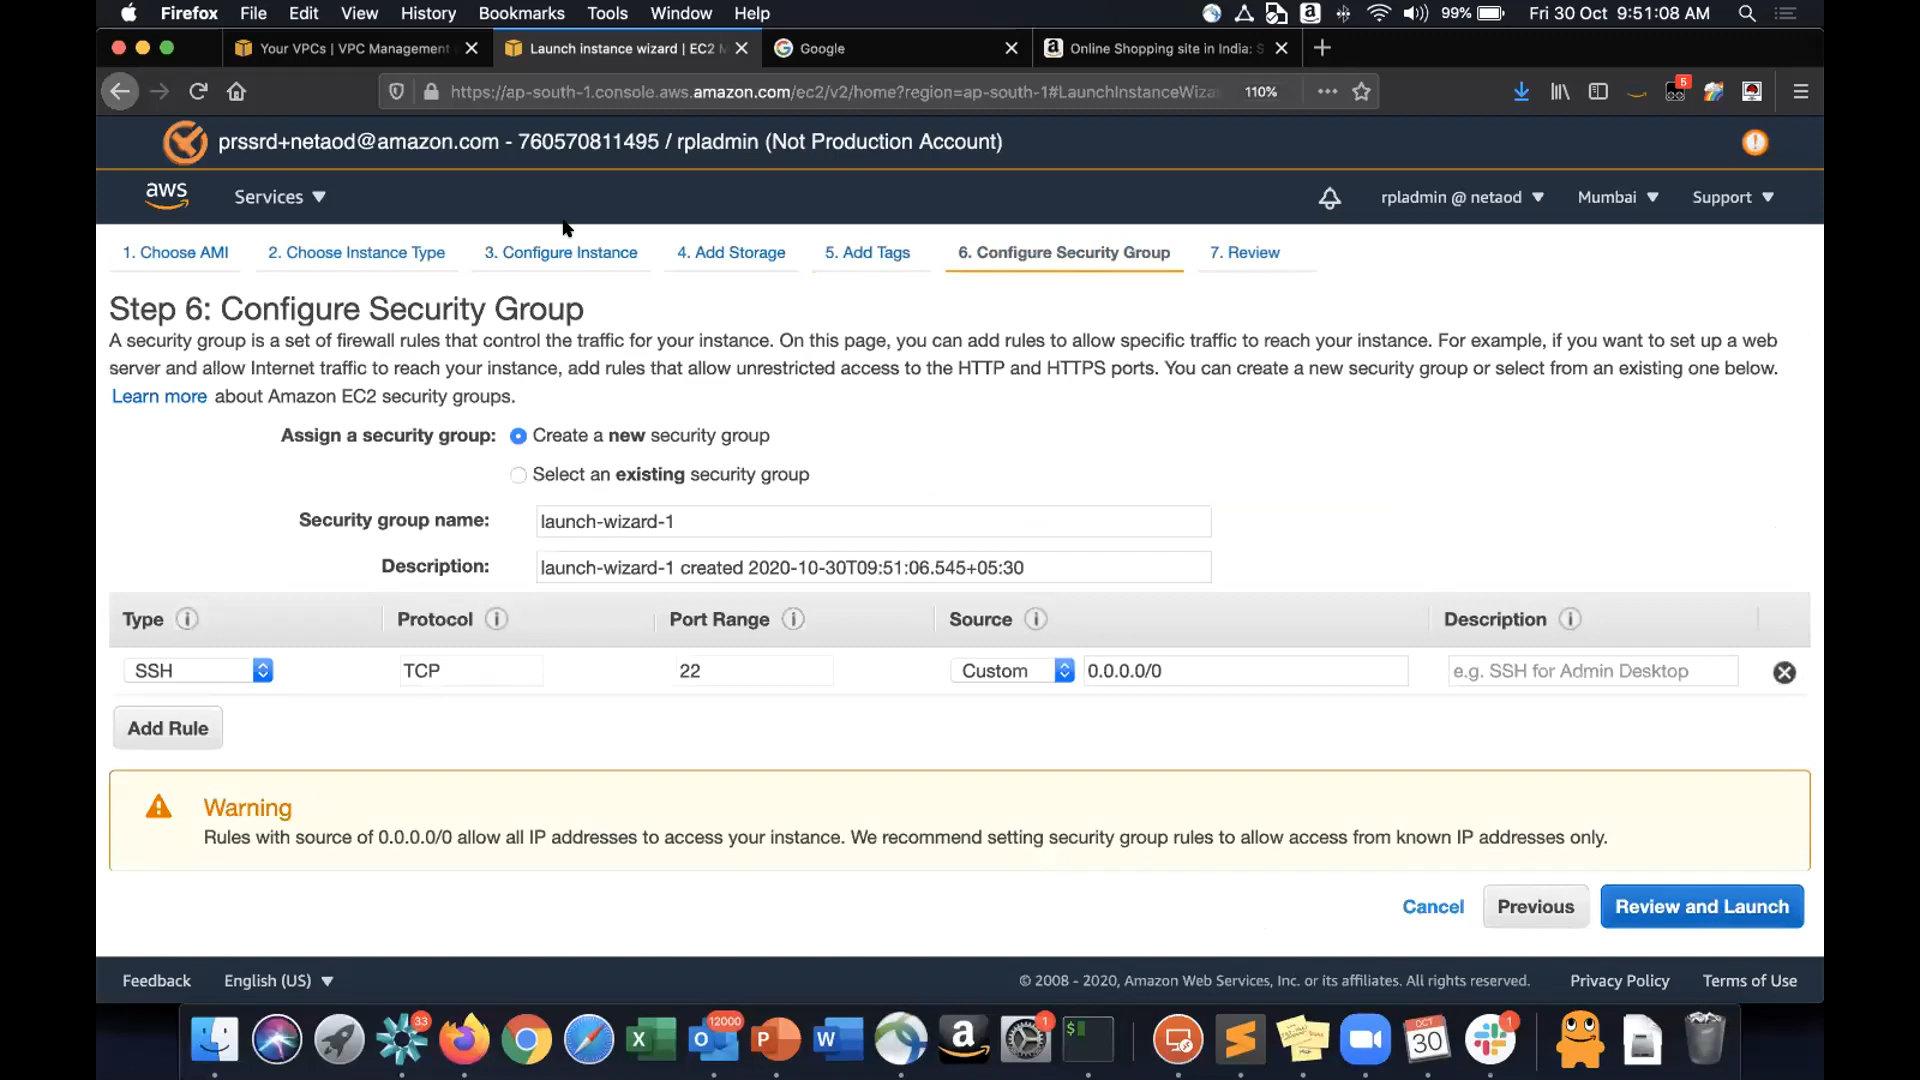 Firefox File Edit View History Bookmarks Tools Window Help 99% Fri 30 Oct 9:51:08 AM
Your VPCs | VPC Management
Launch instance wizard | EC2 M
Google
Online Shopping site in India: S
https://ap-south-1.console.aws.amazon.com/ec2/v2/home?region=ap-south-1#LaunchInstanceWiza 110% 5
prssrd+netaod@amazon.com - 760570811495 / rpladmin (Not Production Account)
aws Services rpladmin @ netaod Mumbai Support
1. Choose AMI 2. Choose Instance Type 3. Configure Instance 4. Add Storage 5. Add Tags 6. Configure Security Group 7. Review
Step 6: Configure Security Group
A security group is a set of firewall rules that control the traffic for your instance. On this page, you can add rules to allow specific traffic to reach your instance. For example, if you want to set up a web
server and allow Internet traffic to reach your instance, add rules that allow unrestricted access to the HTTP and HTTPS ports. You can create a new security group or select from an existing one below.
Learn more about Amazon EC2 security groups.
Assign a security group: Create a new security group
Select an existing security group
Security group name: launch-wizard-1
Description: launch-wizard-1 created 2020-10-30T09:51:06.545+05:30
Type Protocol Port Range Source Description
SSH TCP 22 Custom 0.0.0.0/0 e.g. SSH for Admin Desktop
Add Rule
Warning
Rules with source of 0.0.0.0/0 allow all IP addresses to access your instance. We recommend setting security group rules to allow access from known IP addresses only.
Cancel Previous Review and Launch
Feedback English (US) © 2008 - 2020, Amazon Web Services, Inc. or its affiliates. All rights reserved. Privacy Policy Terms of Use
33 12000 1 OCT 30 1